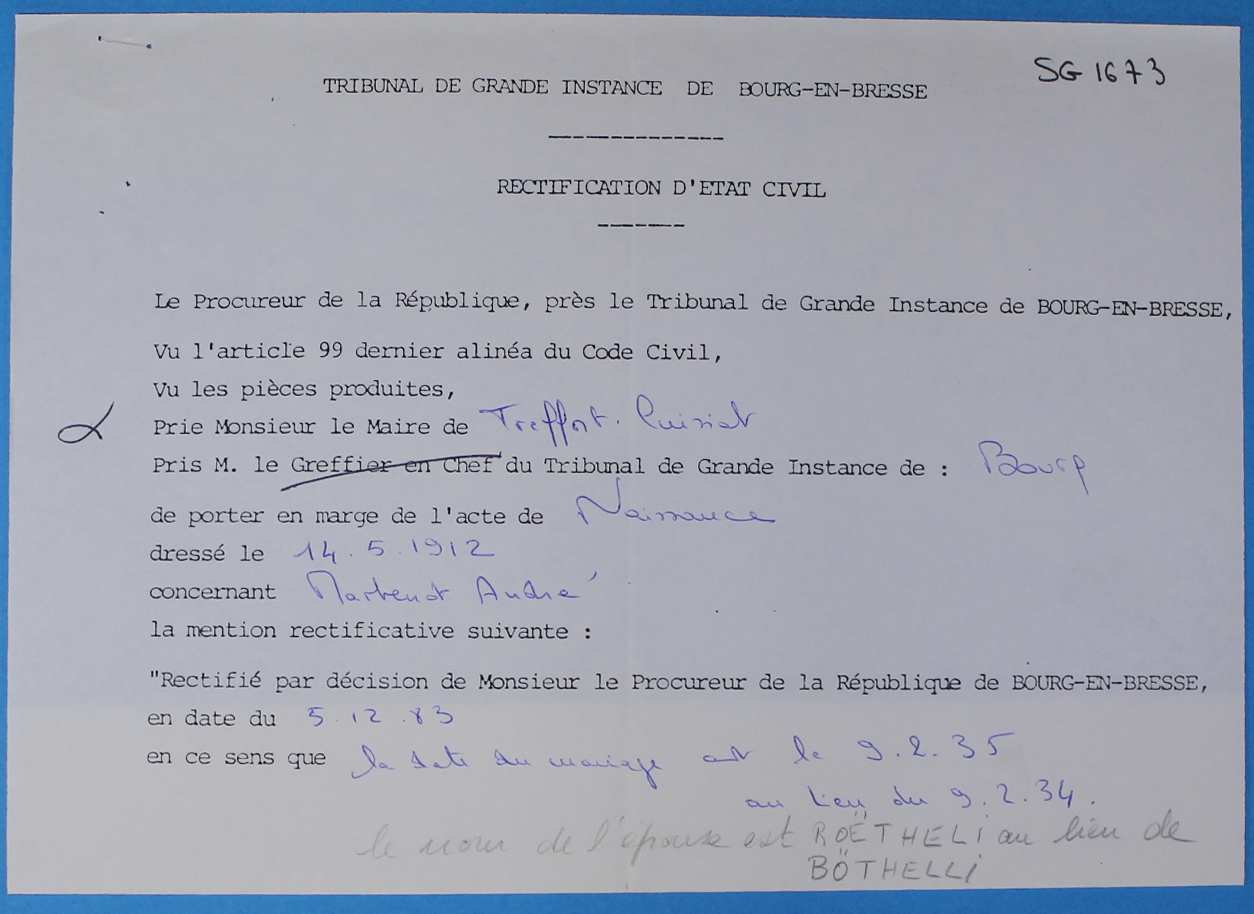 SG 1673
TRIBUNAL DE GRANDE INSTANCE DE BOURG-EN-BRESSE
--------------
RECTIFICATION D'ETAT CIVIL
-------
Le Procureur de la République, près le Tribunal de Grande Instance de BOURG-EN-BRESSE,
Vu l'article 99 dernier alinéa du Code Civil,
Vu les pièces produites,
Prie Monsieur le Maire de Treffort. Cuisiat
Pris M. le Greffier en Chef du Tribunal de Grande Instance de : Bourg
de porter en marge de l'acte de Naissance
dressé le 14.5.1912
concernant Martenot André
la mention rectificative suivante :
"Rectifié par décision de Monsieur le Procureur de la République de BOURG-EN-BRESSE,
en date du 5.12.83
en ce sens que la date du mariage est le 9.2.35
au lieu du 9.2.34.
le nom de l'épouse est ROËTHELI au lieu de
BÖTHELLI